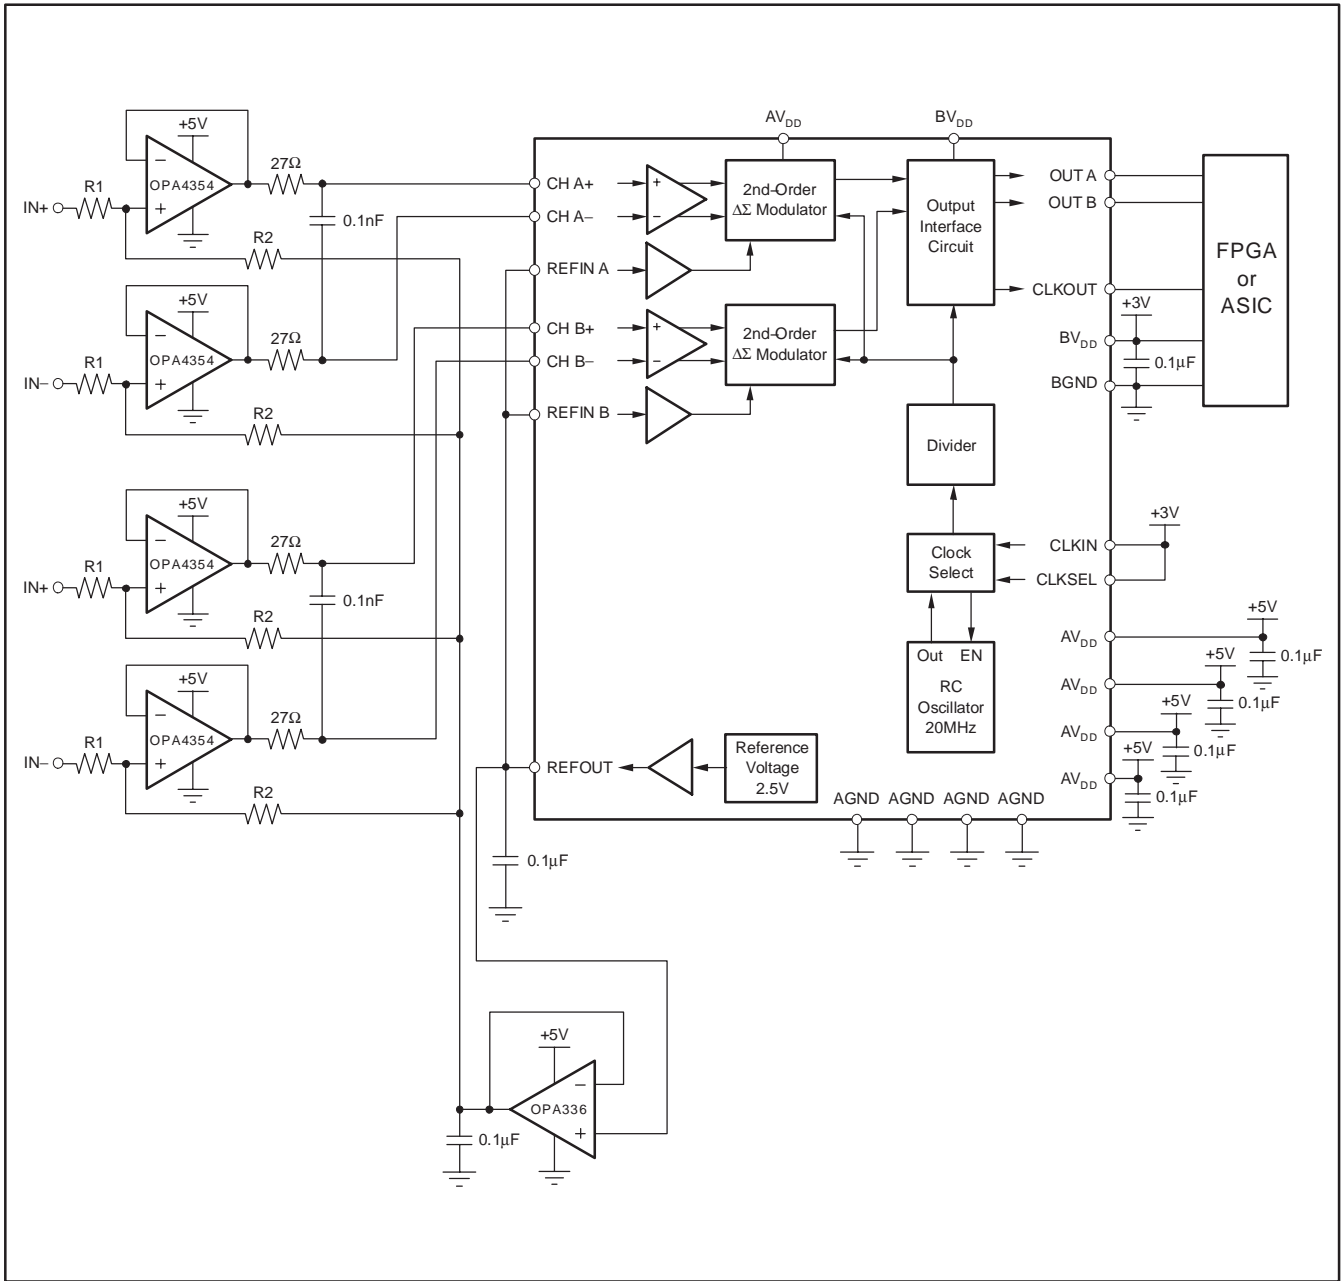 +5V
−
OPA4354
+
R1
IN+
27Ω
0.1nF
R2
+5V
−
OPA4354
+
R1
IN−
27Ω
R2
+5V
−
OPA4354
+
R1
IN+
27Ω
0.1nF
R2
+5V
−
OPA4354
+
R1
IN−
27Ω
R2
AVDD
BVDD
CH A+
CH A−
REFIN A
CH B+
CH B−
REFIN B
REFOUT
+
−
2nd-Order
ΔΣ Modulator
+
−
2nd-Order
ΔΣ Modulator
Output
Interface
Circuit
Divider
Clock
Select
Out EN
RC
Oscillator
20MHz
Reference
Voltage
2.5V
OUT A
OUT B
CLKOUT
BVDD
BGND
+3V
0.1μF
FPGA
or
ASIC
CLKIN
CLKSEL
+3V
AVDD
+5V
0.1μF
AVDD
+5V
0.1μF
AVDD
+5V
0.1μF
AVDD
+5V
0.1μF
AGND AGND AGND AGND
0.1μF
+5V
−
OPA336
+
0.1μF